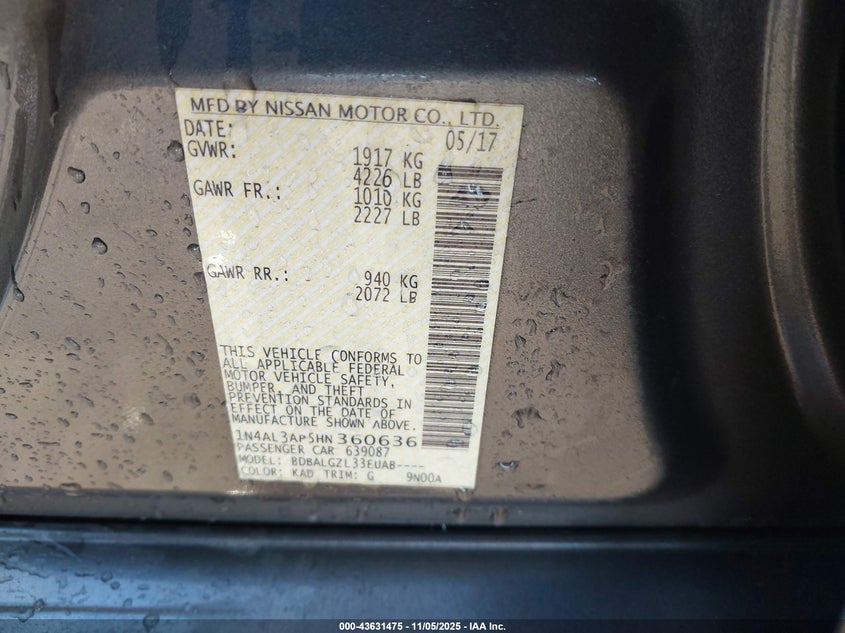 MFD BY NISSAN MOTOR CO., LTD.
DATE: 05/17
GVWR: 1917 KG
4226 LB
GAWR FR.: 1010 KG
2227 LB
GAWR RR.: 940 KG
2072 LB
THIS VEHICLE CONFORMS TO
ALL APPLICABLE FEDERAL
MOTOR VEHICLE SAFETY,
BUMPER, AND THEFT
PREVENTION STANDARDS IN
EFFECT ON THE DATE OF
MANUFACTURE SHOWN ABOVE.
1N4AL3AP5HN360636
PASSENGER CAR 639087
MODEL: BDBALGZL33EUAB----
COLOR: KAD TRIM: G 9N00A
000-43631475 - 11/05/2025 - IAA Inc.